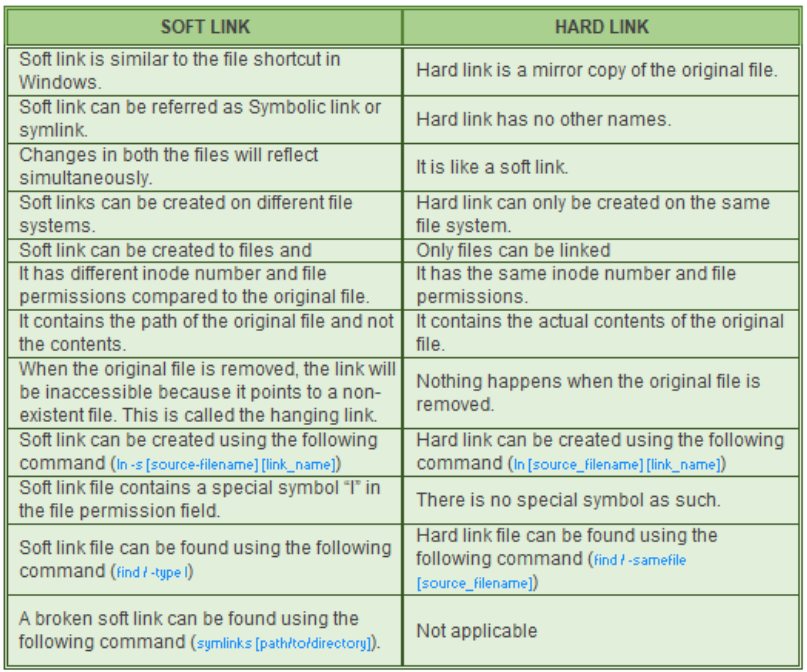 SOFT LINK
HARD LINK
Soft link is similar to the file shortcut in
Windows.
Hard link is a mirror copy of the original file.
Soft link can be referred as Symbolic link or
symlink.
Hard link has no other names.
Changes in both the files will reflect
simultaneously.
It is like a soft link.
Soft links can be created on different file
systems.
Hard link can only be created on the same
file system.
Soft link can be created to files and
Only files can be linked
It has different inode number and file
permissions compared to the original file.
It has the same inode number and file
permissions.
It contains the path of the original file and not
the contents.
It contains the actual contents of the original
file.
When the original file is removed, the link will
be inaccessible because it points to a non-
existent file. This is called the hanging link.
Nothing happens when the original file is
removed.
Soft link can be created using the following
command (ln -s [source-filename] [link_name])
Hard link can be created using the following
command (ln [source_filename] [link_name])
Soft link file contains a special symbol “l” in
the file permission field.
There is no special symbol as such.
Soft link file can be found using the following
command (find / -type l)
Hard link file can be found using the
following command (find / -samefile
[source_filename])
A broken soft link can be found using the
following command (symlinks [path/to/directory]).
Not applicable